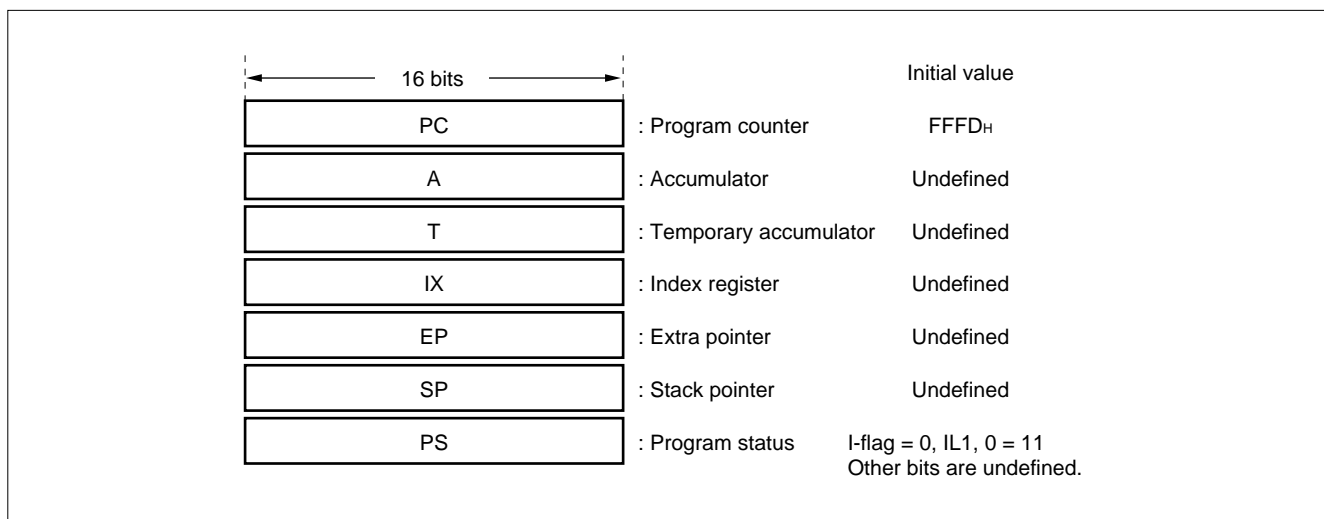 16 bits Initial value
PC : Program counter FFFDH
A : Accumulator Undefined
T : Temporary accumulator Undefined
IX : Index register Undefined
EP : Extra pointer Undefined
SP : Stack pointer Undefined
PS : Program status I-flag = 0, IL1, 0 = 11
Other bits are undefined.